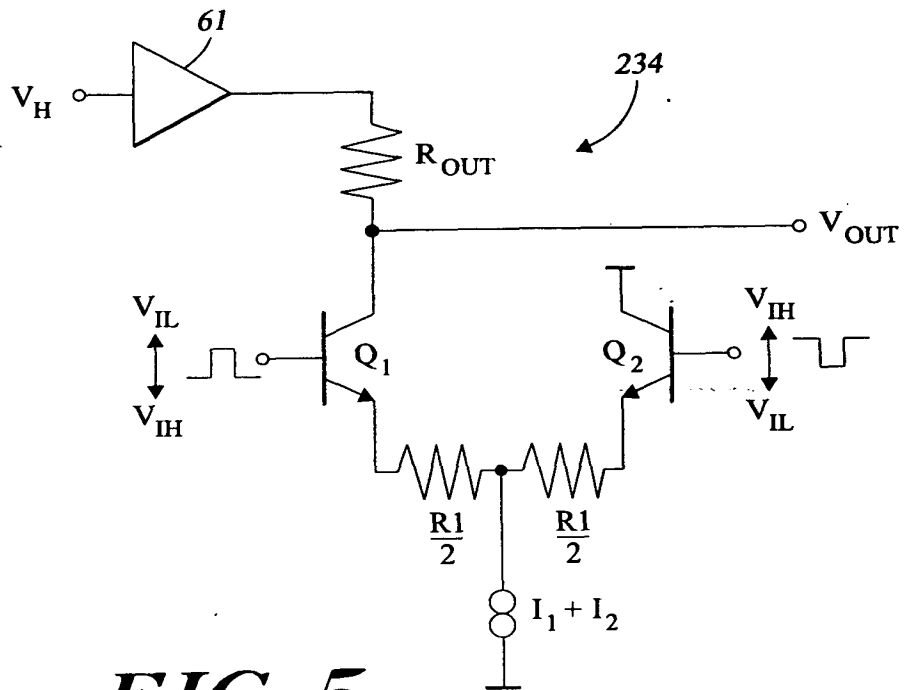 61
V_H
234
R_OUT
V_OUT
V_IL
V_IH
Q_1
Q_2
V_IH
V_IL
R1/2
R1/2
I_1 + I_2
FIG. 5